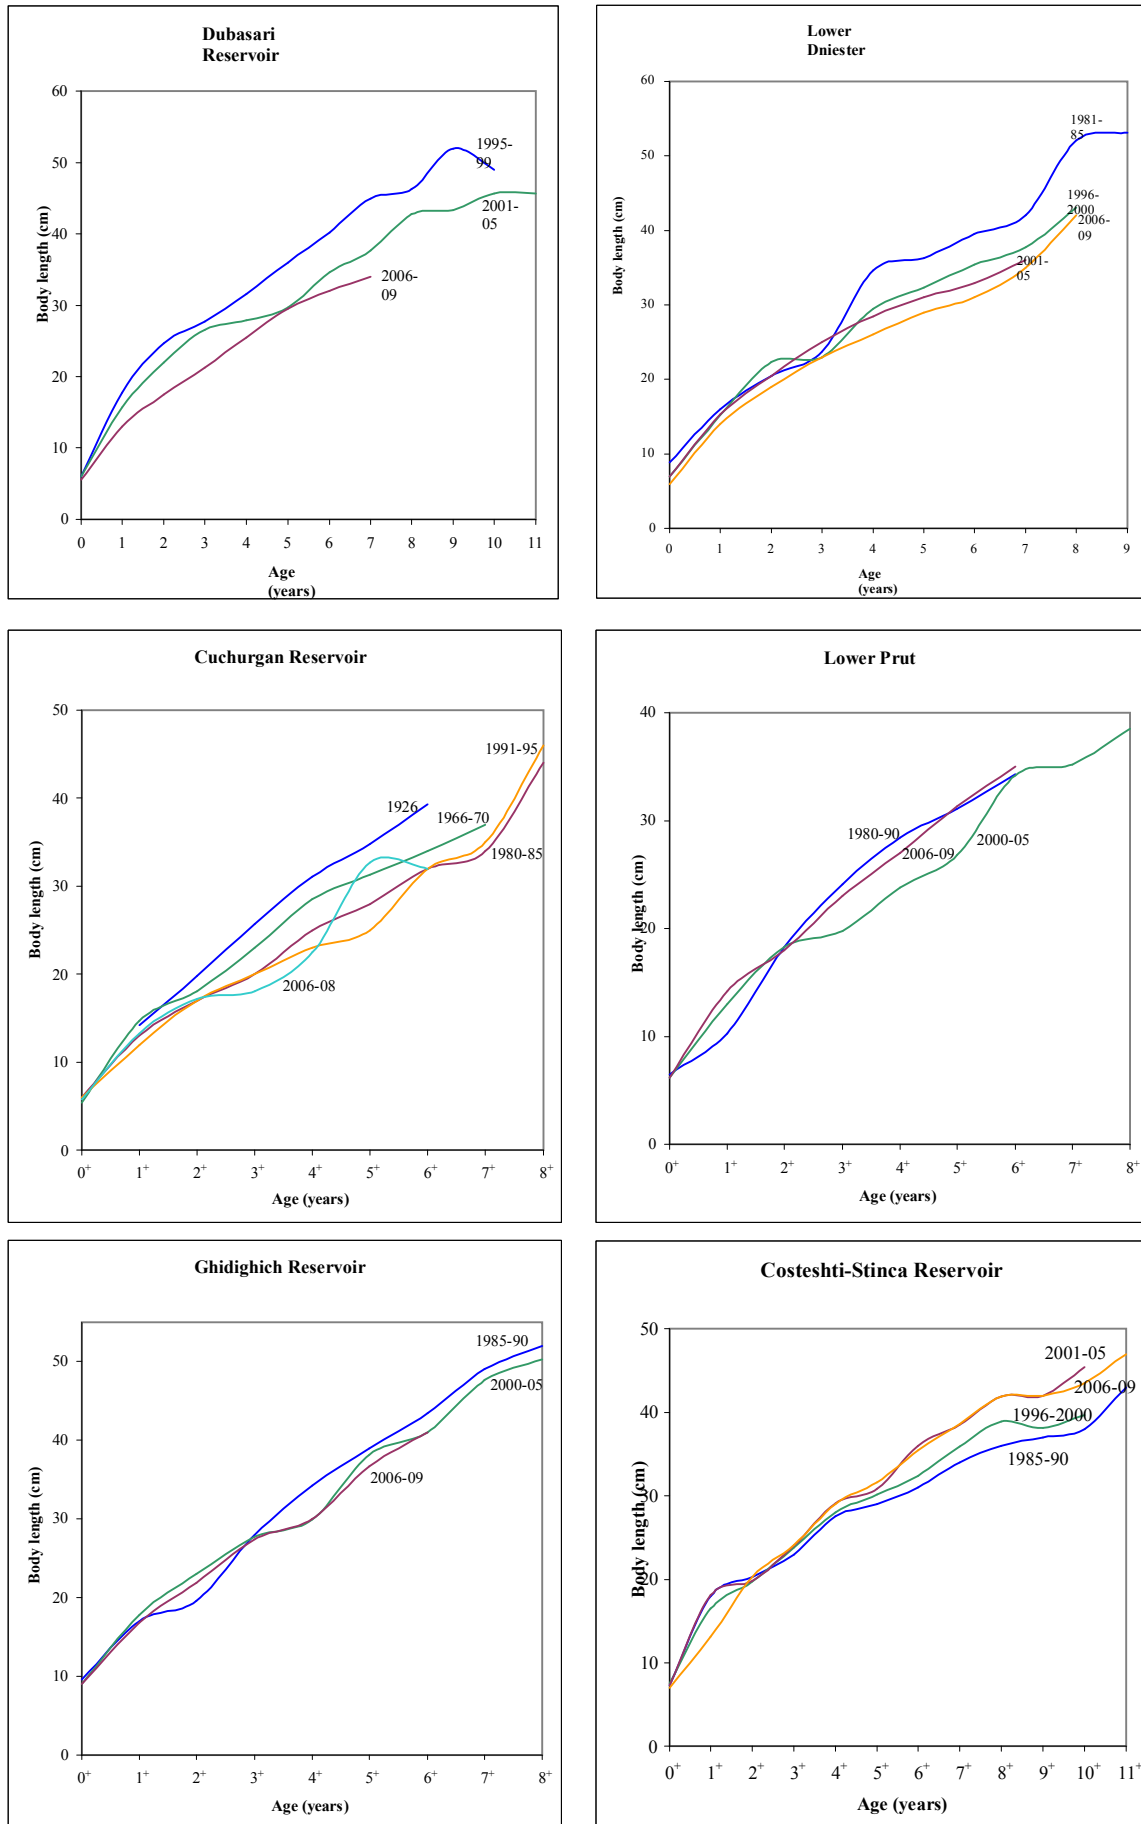 Dubasari
Reservoir
Body length (cm)
60
50
40
30
20
10
0
1995-
99
2001-
05
2006-
09
0 1 2 3 4 5 6 7 8 9 10 11
Age
(years)
Lower
Dniester
Body length (cm)
60
50
40
30
20
10
0
1981-
85
1996-
2000
2006-
09
2001-
05
0 1 2 3 4 5 6 7 8 9
Age
(years)
Cuchurgan Reservoir
Body length (cm)
50
40
30
20
10
0
1991-95
1926
1966-70
1980-85
2006-08
0+ 1+ 2+ 3+ 4+ 5+ 6+ 7+ 8+
Age (years)
Lower Prut
Body length (cm)
40
30
20
10
0
1980-90
2006-09
2000-05
0+ 1+ 2+ 3+ 4+ 5+ 6+ 7+ 8+
Age (years)
Ghidighich Reservoir
Body length (cm)
50
40
30
20
10
0
1985-90
2000-05
2006-09
0+ 1+ 2+ 3+ 4+ 5+ 6+ 7+ 8+
Age (years)
Costeshti-Stinca Reservoir
Body length (cm)
50
40
30
20
10
0
2001-05
2006-09
1996-2000
1985-90
0+ 1+ 2+ 3+ 4+ 5+ 6+ 7+ 8+ 9+ 10+ 11+
Age (years)